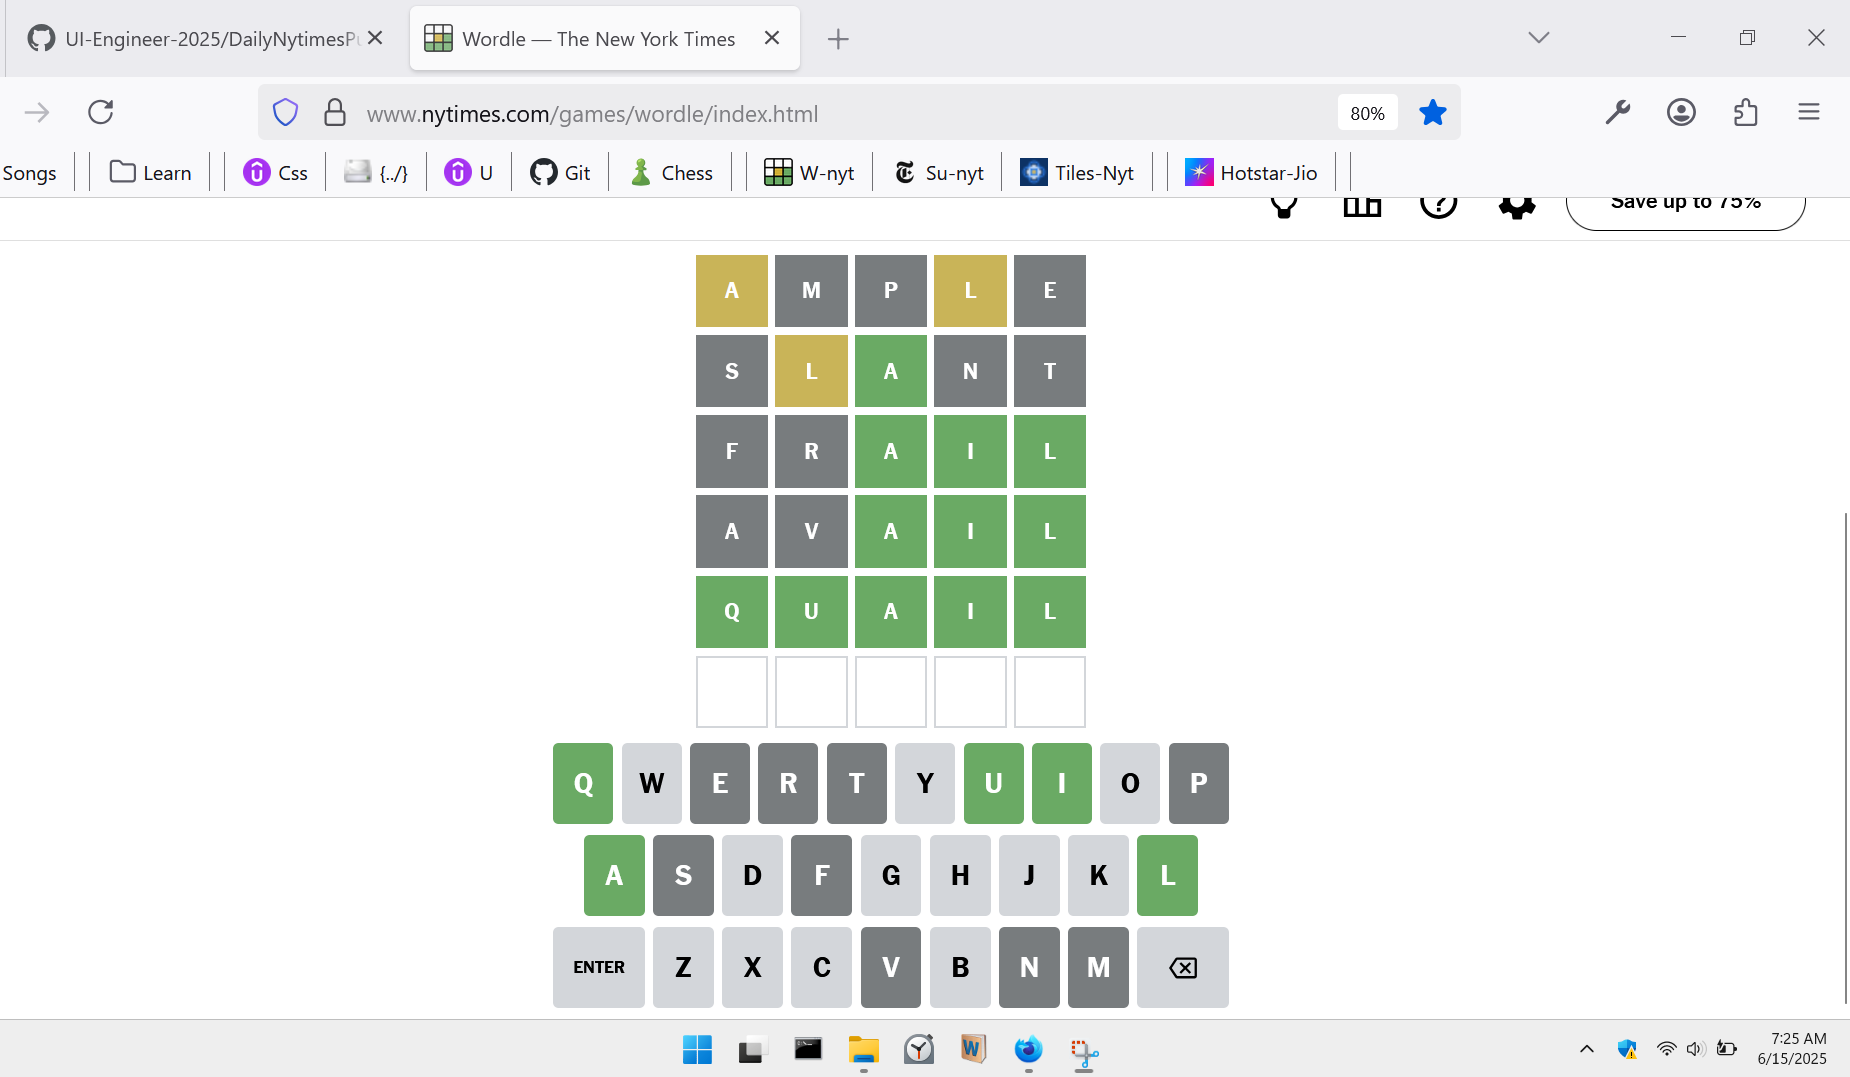 UI-Engineer-2025/DailyNytimesPu
Wordle — The New York Times
www.nytimes.com/games/wordle/index.html
80%
Songs
Learn
Css
{../}
U
Git
Chess
W-nyt
Su-nyt
Tiles-Nyt
Hotstar-Jio
Save up to 75%
A M P L E
S L A N T
F R A I L
A V A I L
Q U A I L
Q W E R T Y U I O P
A S D F G H J K L
ENTER Z X C V B N M
7:25 AM
6/15/2025